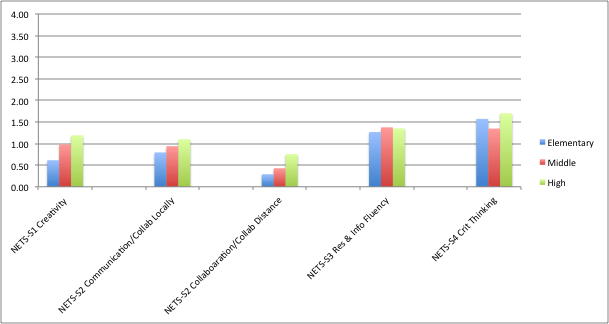 4.00
3.50
3.00
2.50
2.00
1.50
1.00
0.50
0.00
NETS-S1 Creativity
NETS-S2 Communication/Collab Locally
NETS-S2 Collaboaration/Collab Distance
NETS-S3 Res & Info Fluency
NETS-S4 Crit Thinking
Elementary
Middle
High